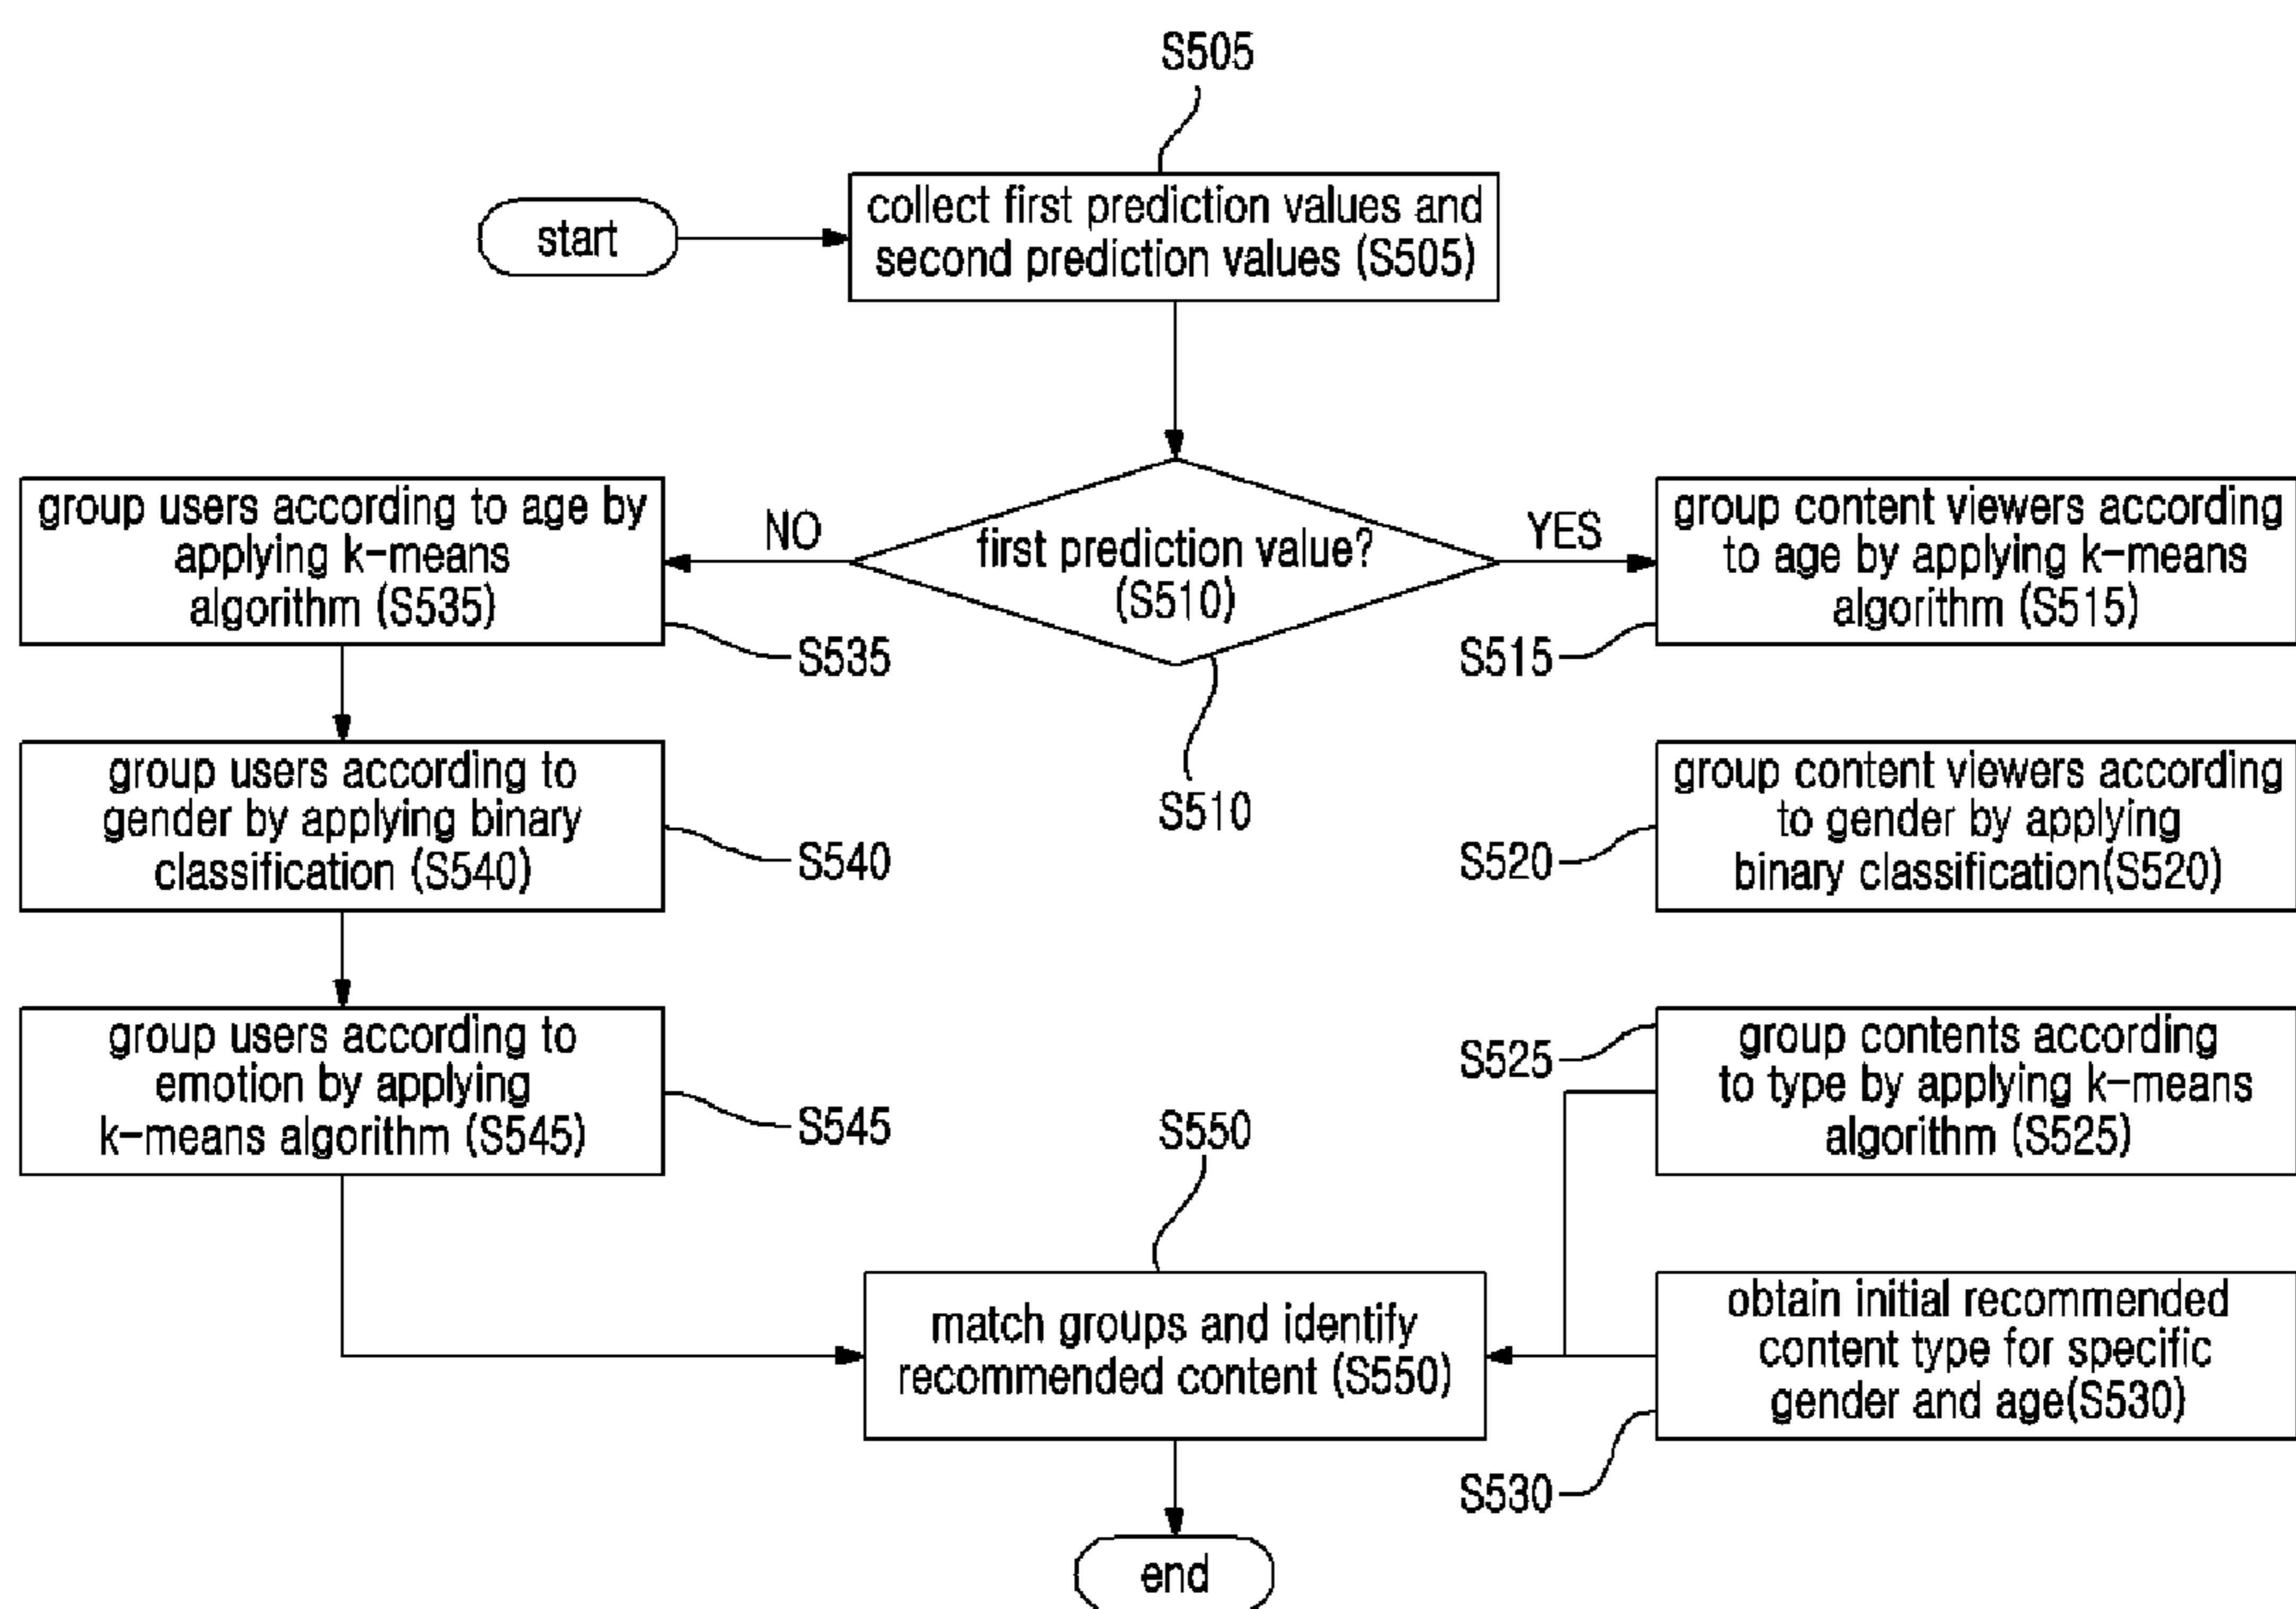 S505
start
collect first prediction values and
second prediction values (S505)
group users according to age by
applying k-means
algorithm (S535)
NO
first prediction value?
(S510)
YES
group content viewers according
to age by applying k-means
algorithm (S515)
S535
S515
group users according to
gender by applying binary
classification (S540)
S540
S510
S520
group content viewers according
to gender by applying
binary classification(S520)
group users according to
emotion by applying
k-means algorithm (S545)
S545
S550
S525
group contents according
to type by applying k-means
algorithm (S525)
match groups and identify
recommended content (S550)
obtain initial recommended
content type for specific
gender and age(S530)
S530
end